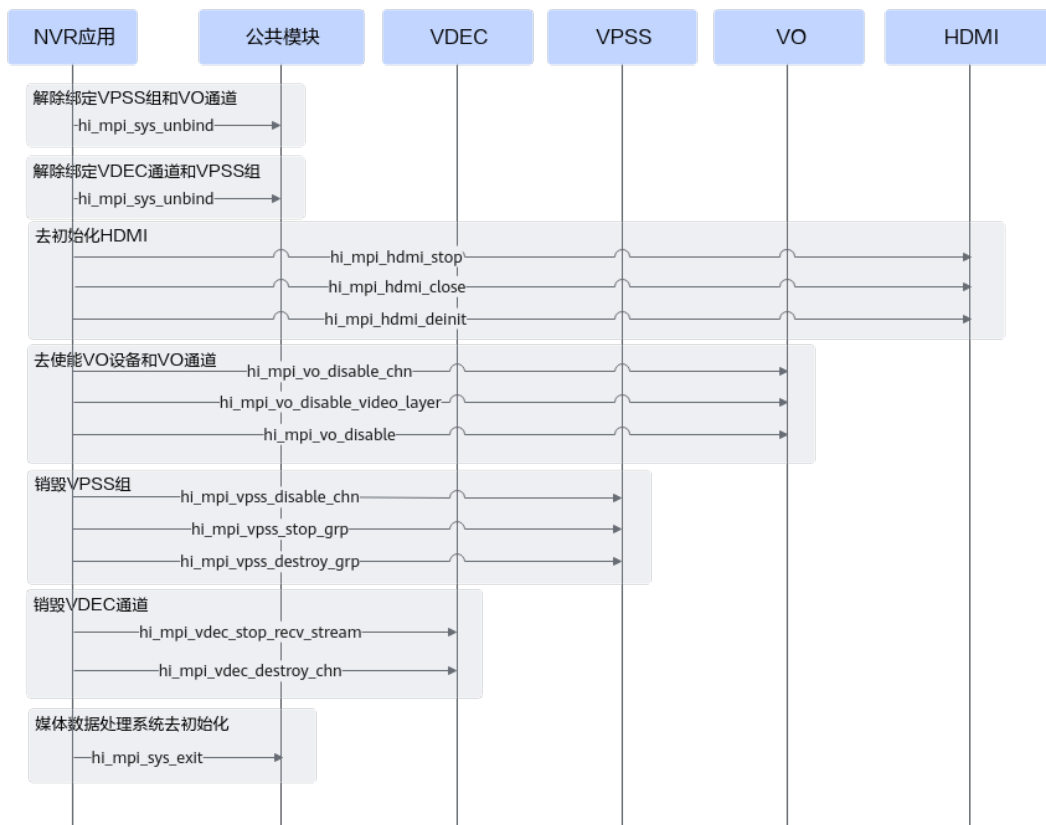 NVR应用
公共模块
VDEC
VPSS
VO
HDMI
解除绑定VPSS组和VO通道
hi_mpi_sys_unbind
解除绑定VDEC通道和VPSS组
hi_mpi_sys_unbind
去初始化HDMI
hi_mpi_hdmi_stop
hi_mpi_hdmi_close
hi_mpi_hdmi_deinit
去使能VO设备和VO通道
hi_mpi_vo_disable_chn
hi_mpi_vo_disable_video_layer
hi_mpi_vo_disable
销毁VPSS组
hi_mpi_vpss_disable_chn
hi_mpi_vpss_stop_grp
hi_mpi_vpss_destroy_grp
销毁VDEC通道
hi_mpi_vdec_stop_recv_stream
hi_mpi_vdec_destroy_chn
媒体数据处理系统去初始化
hi_mpi_sys_exit